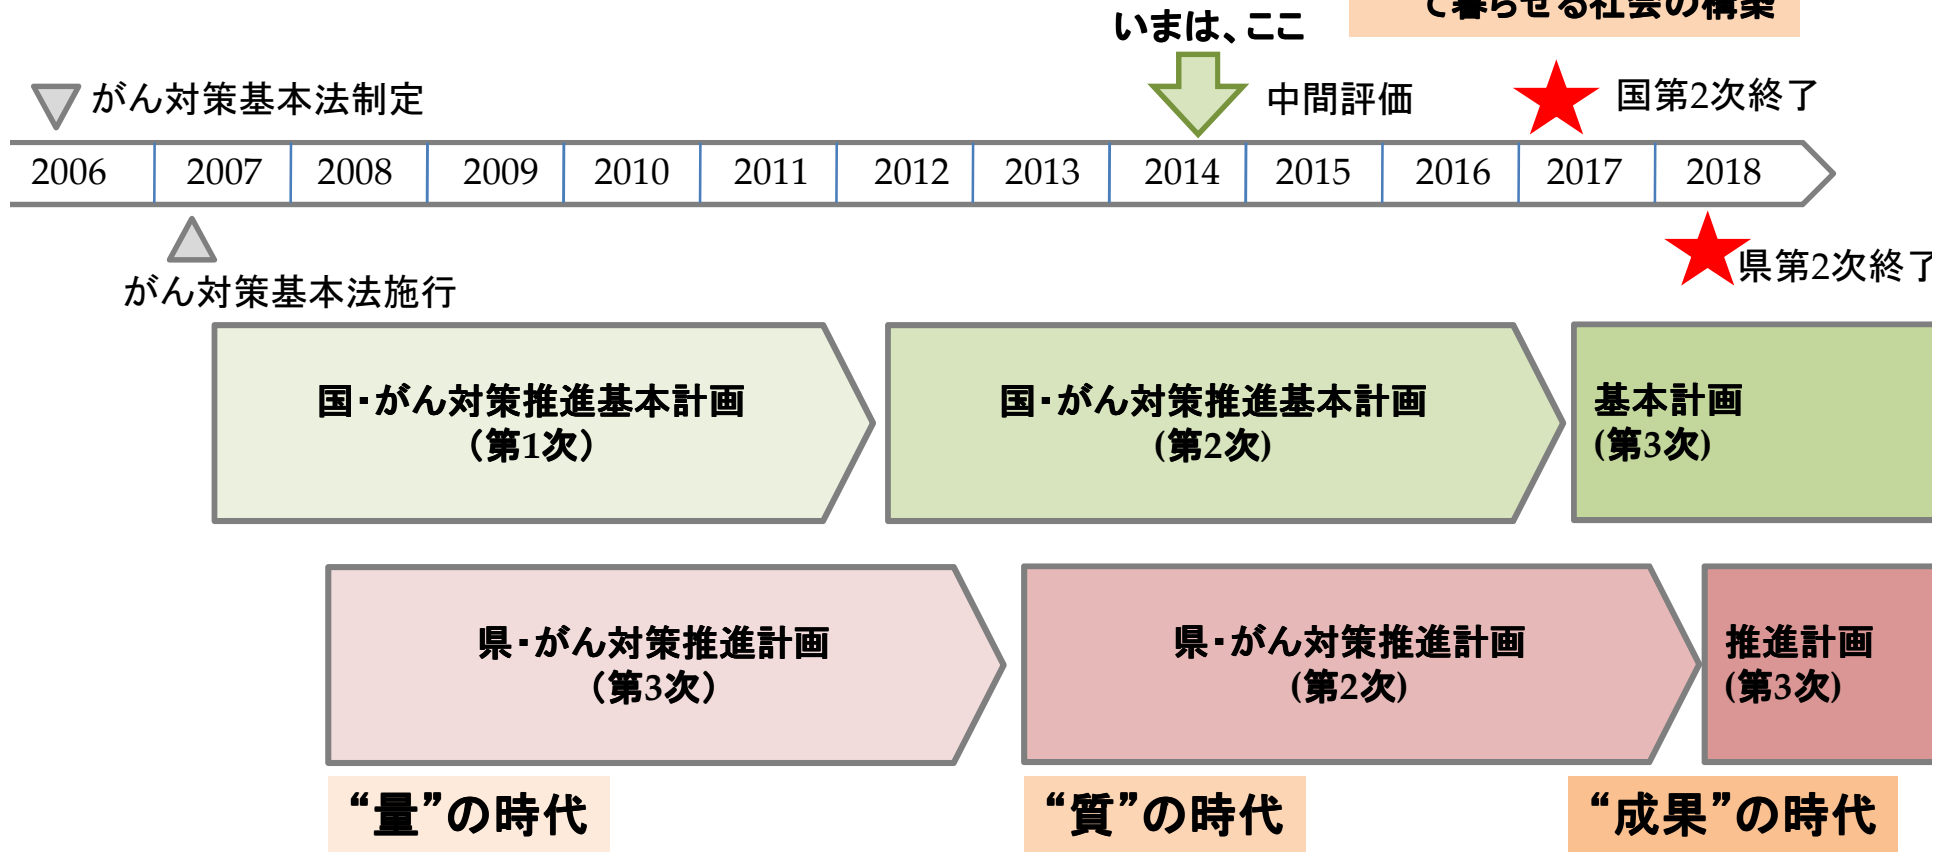 て暮らせる社会の構築
いまは、ここ
がん対策基本法制定
中間評価
国第2次終了
2006 2007 2008 2009 2010 2011 2012 2013 2014 2015 2016 2017 2018
がん対策基本法施行
県第2次終了
国・がん対策推進基本計画
（第1次）
国・がん対策推進基本計画
(第2次)
基本計画
(第3次)
県・がん対策推進計画
（第3次）
県・がん対策推進計画
(第2次)
推進計画
(第3次)
“量”の時代
“質”の時代
“成果”の時代